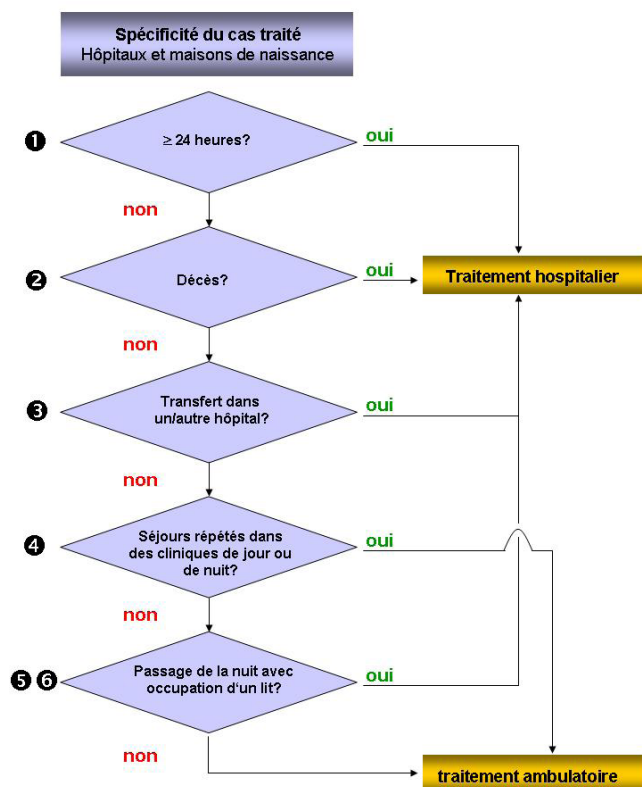 Spécificité du cas traité
Hôpitaux et maisons de naissance
❶
≥ 24 heures?
oui
non
❷
Décès?
oui
Traitement hospitalier
non
❸
Transfert dans
un/autre hôpital?
oui
non
❹
Séjours répétés dans
des cliniques de jour ou
de nuit?
oui
non
❺ ❻
Passage de la nuit avec
occupation d'un lit?
oui
non
traitement ambulatoire